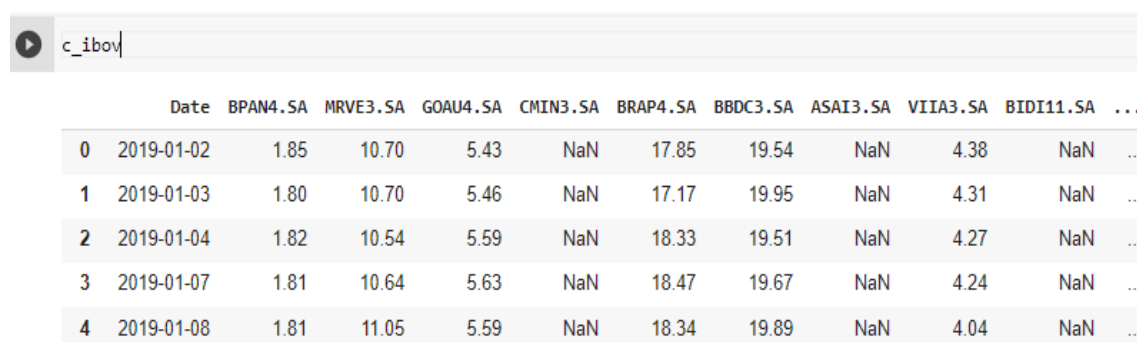 c_ibov
Date BPAN4.SA MRVE3.SA GOAU4.SA CMIN3.SA BRAP4.SA BBDC3.SA ASAI3.SA VIIA3.SA BIDI11.SA ...
0 2019-01-02 1.85 10.70 5.43 NaN 17.85 19.54 NaN 4.38 NaN ..
1 2019-01-03 1.80 10.70 5.46 NaN 17.17 19.95 NaN 4.31 NaN ..
2 2019-01-04 1.82 10.54 5.59 NaN 18.33 19.51 NaN 4.27 NaN ..
3 2019-01-07 1.81 10.64 5.63 NaN 18.47 19.67 NaN 4.24 NaN ..
4 2019-01-08 1.81 11.05 5.59 NaN 18.34 19.89 NaN 4.04 NaN ..